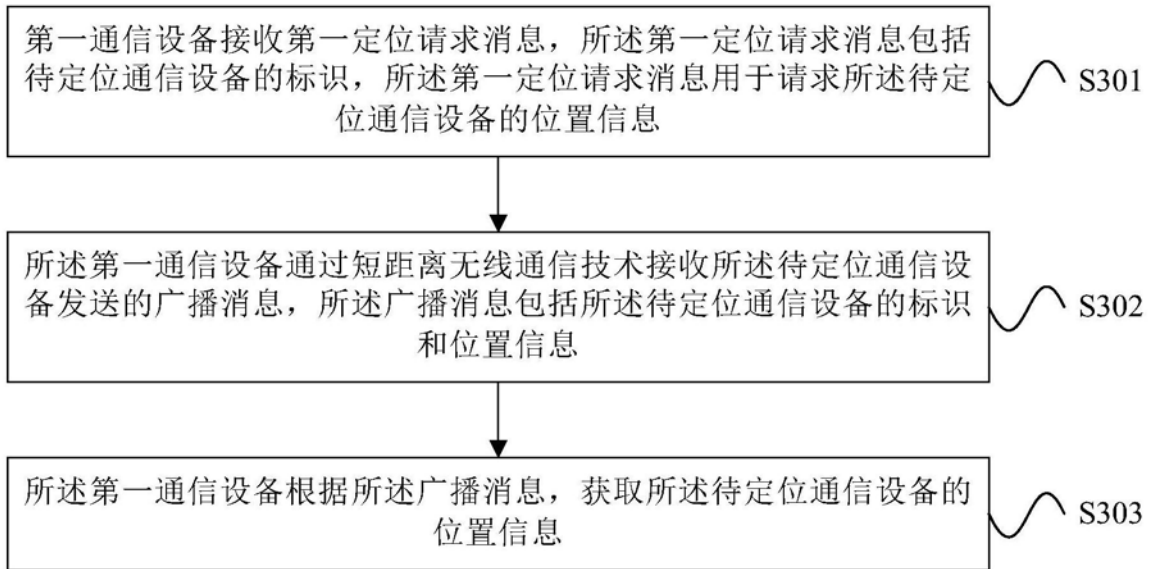 第一通信设备接收第一定位请求消息，所述第一定位请求消息包括
待定位通信设备的标识，所述第一定位请求消息用于请求所述待定
位通信设备的位置信息
S301
所述第一通信设备通过短距离无线通信技术接收所述待定位通信设
备发送的广播消息，所述广播消息包括所述待定位通信设备的标识
和位置信息
S302
所述第一通信设备根据所述广播消息，获取所述待定位通信设备的
位置信息
S303